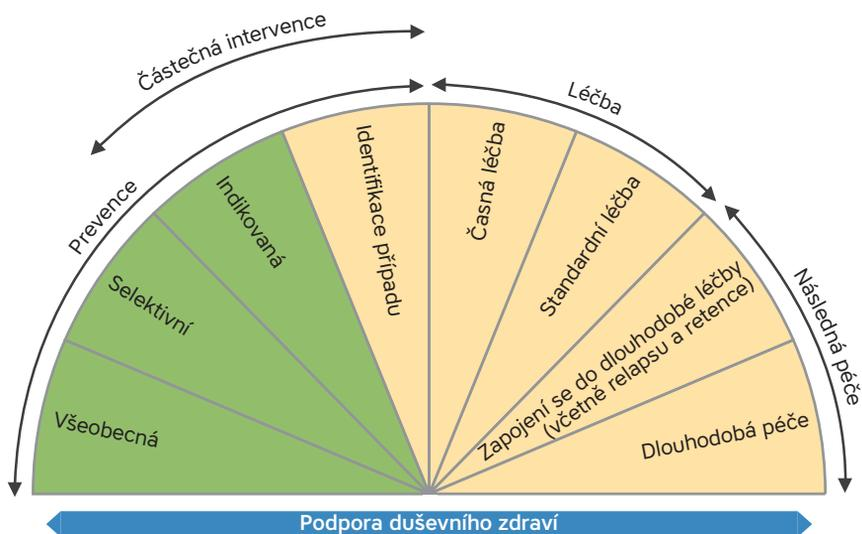 Částečná intervence
Prevence
Léčba
Následná péče
Všeobecná
Selektivní
Indikovaná
Identifikace případu
Časná léčba
Standardní léčba
Zapojení se do dlouhodobé léčby
(včetně relapsu a retence)
Dlouhodobá péče
Podpora duševního zdraví